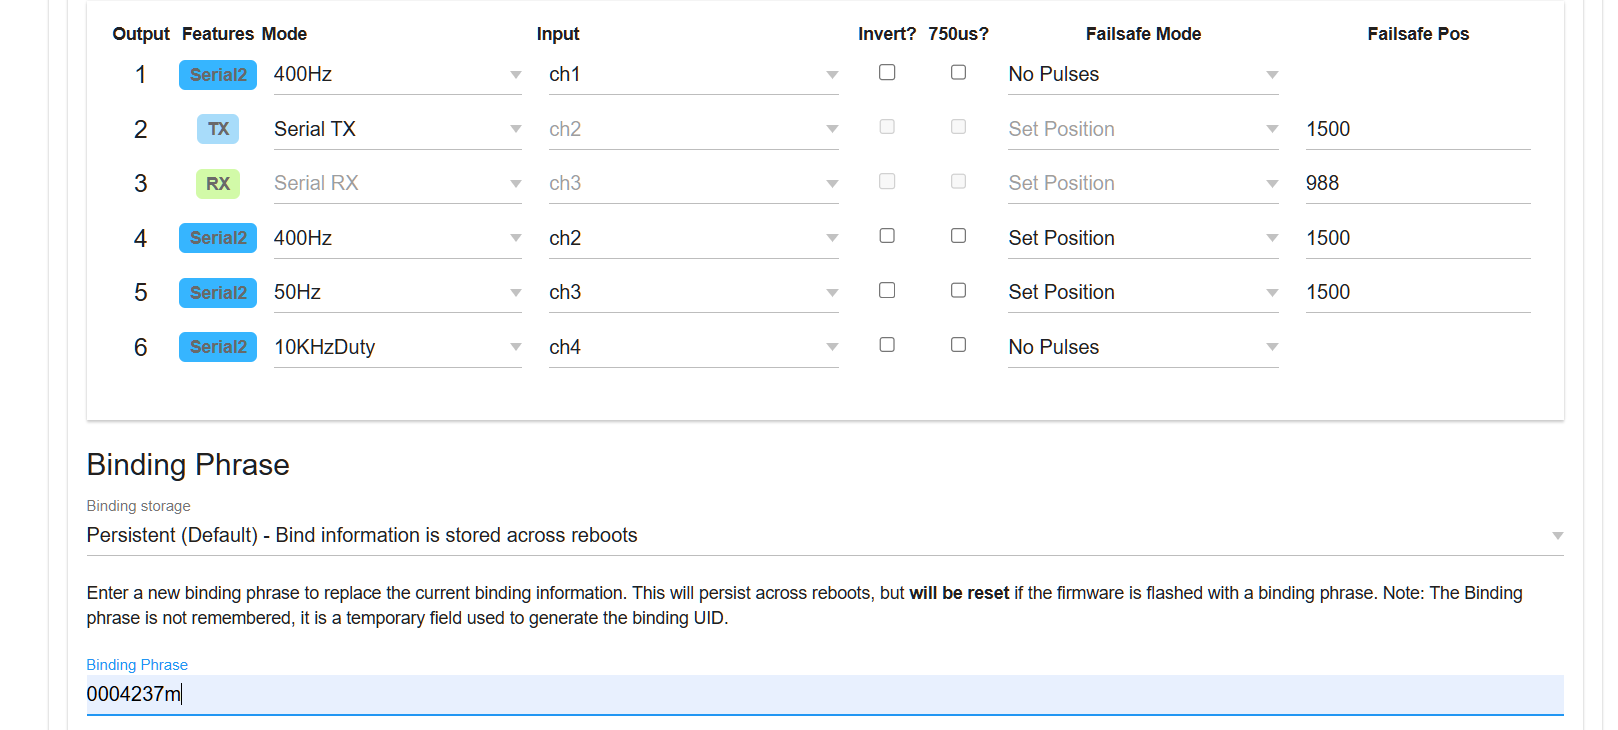 Output Features Mode Input Invert? 750us? Failsafe Mode Failsafe Pos
1 Serial2 400Hz ch1 No Pulses
2 TX Serial TX ch2 Set Position 1500
3 RX Serial RX ch3 Set Position 988
4 Serial2 400Hz ch2 Set Position 1500
5 Serial2 50Hz ch3 Set Position 1500
6 Serial2 10KHzDuty ch4 No Pulses
Binding Phrase
Binding storage
Persistent (Default) - Bind information is stored across reboots
Enter a new binding phrase to replace the current binding information. This will persist across reboots, but will be reset if the firmware is flashed with a binding phrase. Note: The Binding
phrase is not remembered, it is a temporary field used to generate the binding UID.
Binding Phrase
0004237m